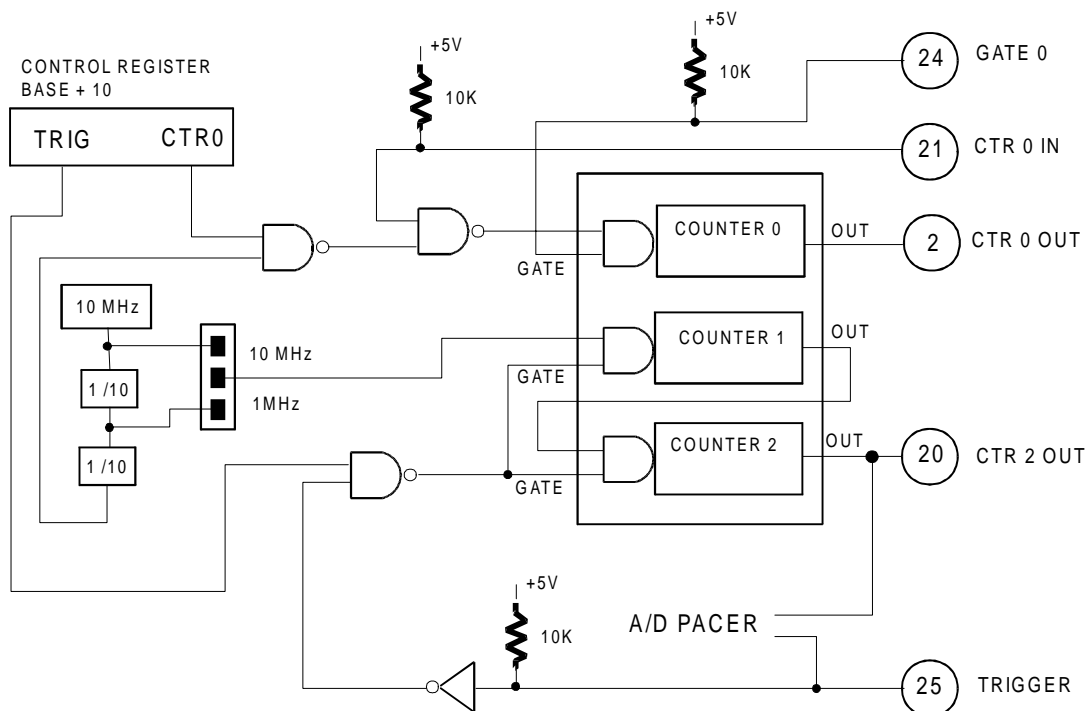 +5V
10K
+5V
10K
24
GATE 0
CONTROL REGISTER
BASE + 10
TRIG
CTR0
21
CTR 0 IN
COUNTER 0
OUT
2
CTR 0 OUT
GATE
10 MHz
10 MHz
1 /10
1MHz
1 /10
COUNTER 1
OUT
GATE
COUNTER 2
OUT
20
CTR 2 OUT
GATE
+5V
10K
A/D PACER
25
TRIGGER